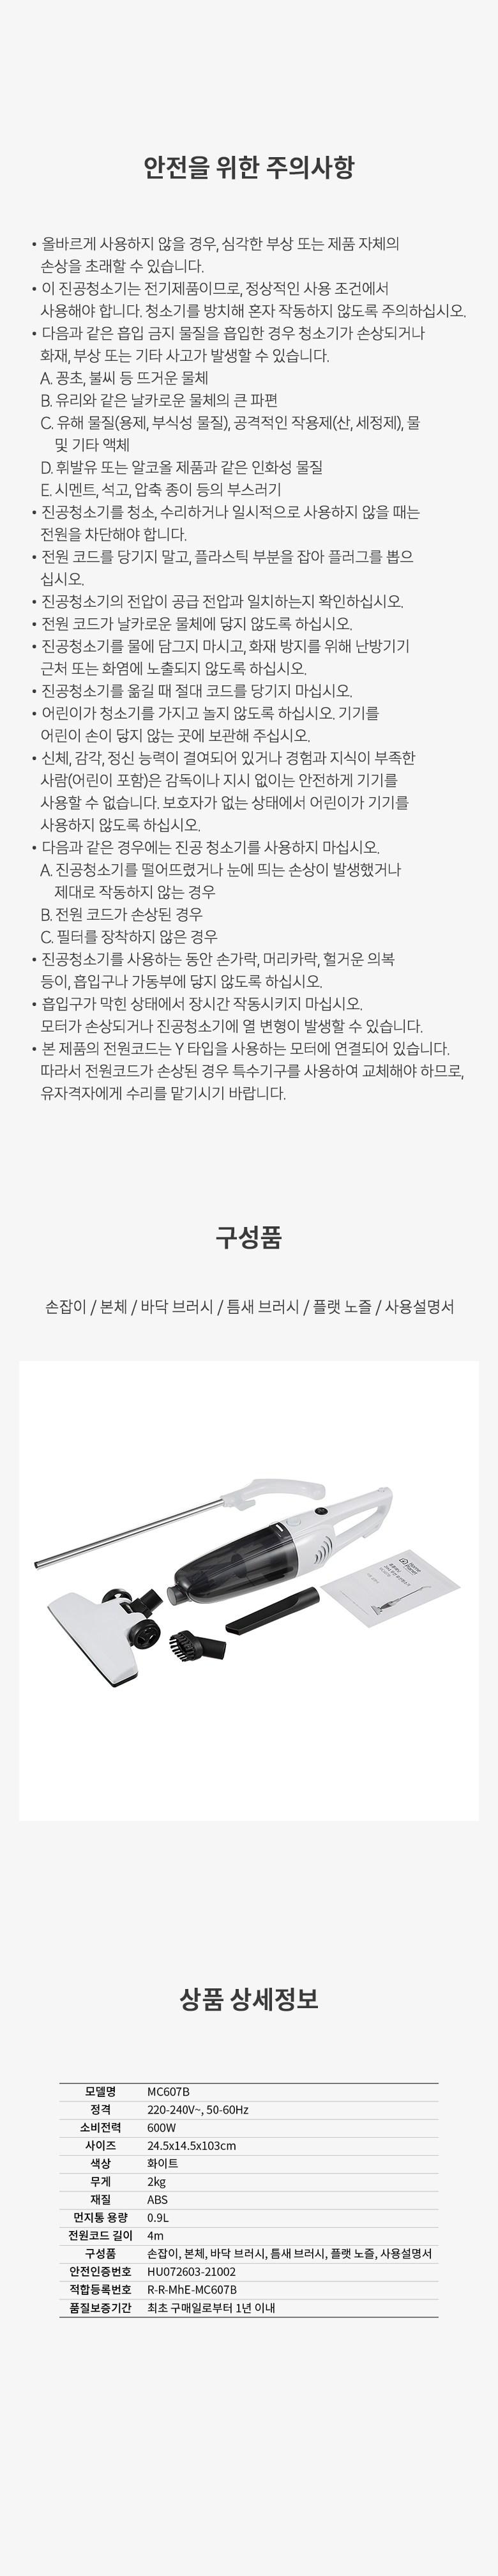 안전을 위한 주의사항
• 올바르게 사용하지 않을 경우, 심각한 부상 또는 제품 자체의
손상을 초래할 수 있습니다.
• 이 진공청소기는 전기제품이므로, 정상적인 사용 조건에서
사용해야 합니다. 청소기를 방치해 혼자 작동하지 않도록 주의하십시오.
• 다음과 같은 흡입 금지 물질을 흡입한 경우 청소기가 손상되거나
화재, 부상 또는 기타 사고가 발생할 수 있습니다.
A. 꽁초, 불씨 등 뜨거운 물체
B. 유리와 같은 날카로운 물체의 큰 파편
C. 유해 물질(용제, 부식성 물질), 공격적인 작용제(산, 세정제), 물
및 기타 액체
D. 휘발유 또는 알코올 제품과 같은 인화성 물질
E. 시멘트, 석고, 압축 종이 등의 부스러기
• 진공청소기를 청소, 수리하거나 일시적으로 사용하지 않을 때는
전원을 차단해야 합니다.
• 전원 코드를 당기지 말고, 플라스틱 부분을 잡아 플러그를 뽑으
십시오.
• 진공청소기의 전압이 공급 전압과 일치하는지 확인하십시오.
• 전원 코드가 날카로운 물체에 닿지 않도록 하십시오.
• 진공청소기를 물에 담그지 마시고, 화재 방지를 위해 난방기기
근처 또는 화염에 노출되지 않도록 하십시오.
• 진공청소기를 옮길 때 절대 코드를 당기지 마십시오.
• 어린이가 청소기를 가지고 놀지 않도록 하십시오. 기기를
어린이 손이 닿지 않는 곳에 보관해 주십시오.
• 신체, 감각, 정신 능력이 결여되어 있거나 경험과 지식이 부족한
사람(어린이 포함)은 감독이나 지시 없이는 안전하게 기기를
사용할 수 없습니다. 보호자가 없는 상태에서 어린이가 기기를
사용하지 않도록 하십시오.
• 다음과 같은 경우에는 진공 청소기를 사용하지 마십시오.
A. 진공청소기를 떨어뜨렸거나 눈에 띄는 손상이 발생했거나
제대로 작동하지 않는 경우
B. 전원 코드가 손상된 경우
C. 필터를 장착하지 않은 경우
• 진공청소기를 사용하는 동안 손가락, 머리카락, 헐거운 의복
등이, 흡입구나 가동부에 닿지 않도록 하십시오.
• 흡입구가 막힌 상태에서 장시간 작동시키지 마십시오.
모터가 손상되거나 진공청소기에 열 변형이 발생할 수 있습니다.
• 본 제품의 전원코드는 Y 타입을 사용하는 모터에 연결되어 있습니다.
따라서 전원코드가 손상된 경우 특수기구를 사용하여 교체해야 하므로,
유자격자에게 수리를 맡기시기 바랍니다.
구성품
손잡이 / 본체 / 바닥 브러시 / 틈새 브러시 / 플랫 노즐 / 사용설명서
상품 상세정보
모델명 MC607B
정격 220-240V~, 50-60Hz
소비전력 600W
사이즈 24.5x14.5x103cm
색상 화이트
무게 2kg
재질 ABS
먼지통 용량 0.9L
전원코드 길이 4m
구성품 손잡이, 본체, 바닥 브러시, 틈새 브러시, 플랫 노즐, 사용설명서
안전인증번호 HU072603-21002
적합등록번호 R-R-MhE-MC607B
품질보증기간 최초 구매일로부터 1년 이내